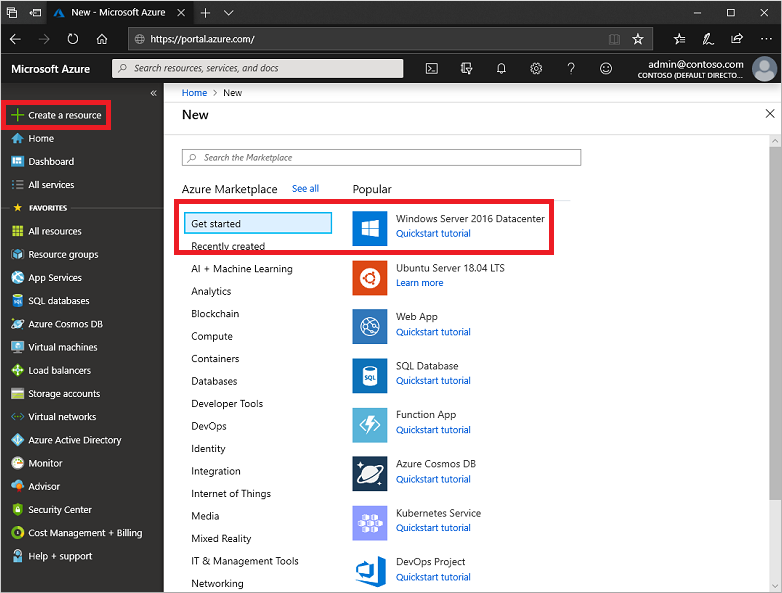 New - Microsoft Azure
https://portal.azure.com/
Microsoft Azure
Search resources, services, and docs
admin@contoso.com
CONTOSO (DEFAULT DIRECTO...
Create a resource
Home
Dashboard
All services
FAVORITES
All resources
Resource groups
App Services
SQL databases
Azure Cosmos DB
Virtual machines
Load balancers
Storage accounts
Virtual networks
Azure Active Directory
Monitor
Advisor
Security Center
Cost Management + Billing
Help + support
Home > New
New
Search the Marketplace
Azure Marketplace See all
Get started
Recently created
AI + Machine Learning
Analytics
Blockchain
Compute
Containers
Databases
Developer Tools
DevOps
Identity
Integration
Internet of Things
Media
Mixed Reality
IT & Management Tools
Networking
Popular
Windows Server 2016 Datacenter
Quickstart tutorial
Ubuntu Server 18.04 LTS
Learn more
Web App
Quickstart tutorial
SQL
SQL Database
Quickstart tutorial
Function App
Quickstart tutorial
Azure Cosmos DB
Quickstart tutorial
Kubernetes Service
Quickstart tutorial
DevOps Project
Quickstart tutorial